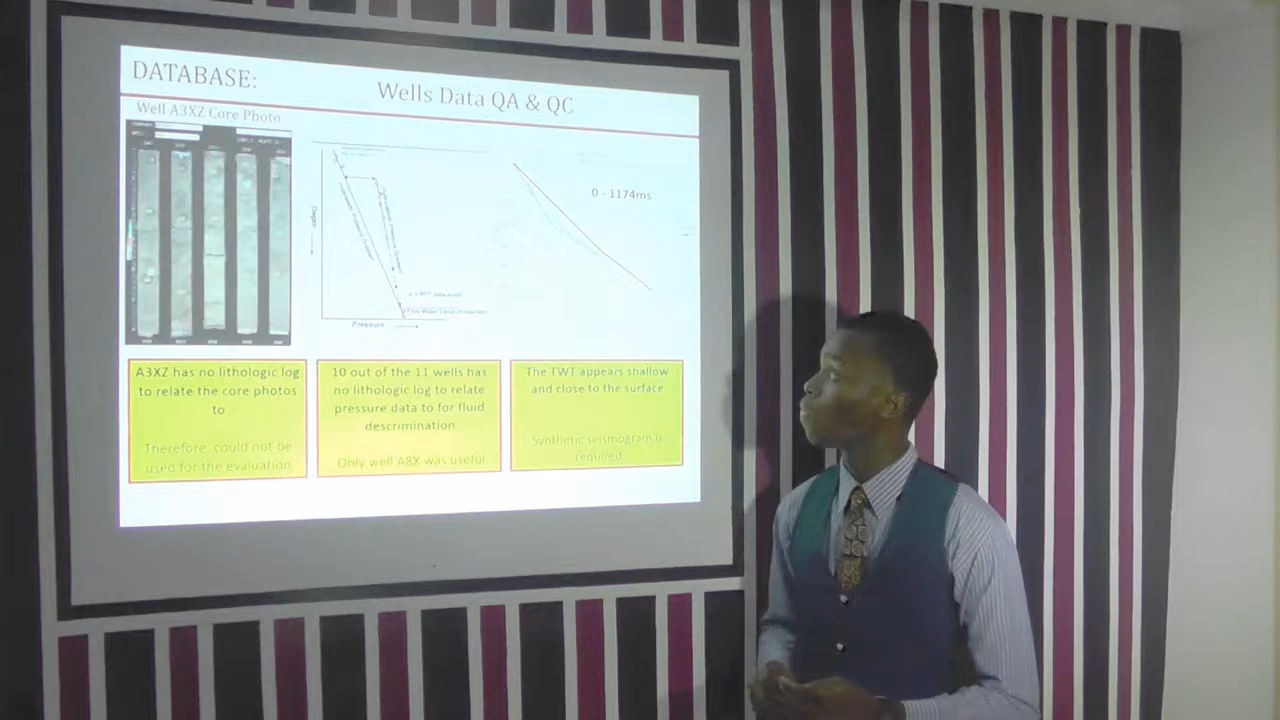 DATABASE:
Wells Data QA & QC
Well A3XZ Core Photo
Depth
Pressure
0 - 1174ms
A3XZ has no lithologic log
to relate the core photos
to
Therefore, could not be
used for the evaluation
10 out of the 11 wells has
no lithologic log to relate
pressure data to for fluid
descrimination
Only well A8X was useful
The TWT appears shallow
and close to the surface
Synthetic seismogram is
required